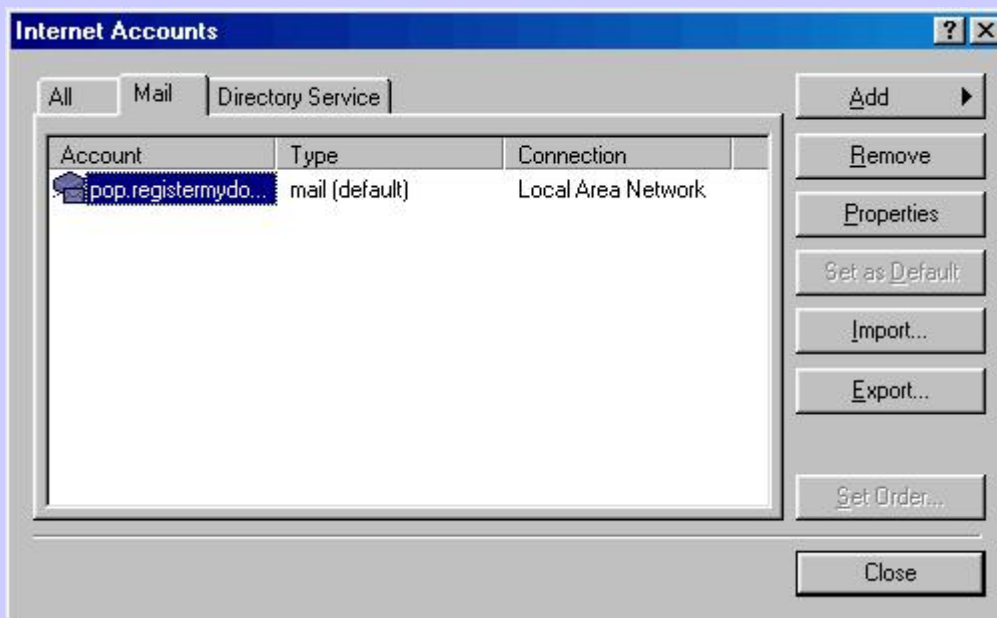 Internet Accounts
All Mail Directory Service
Account Type Connection
pop.registermydo... mail (default) Local Area Network
Add
Remove
Properties
Set as Default
Import...
Export...
Set Order...
Close